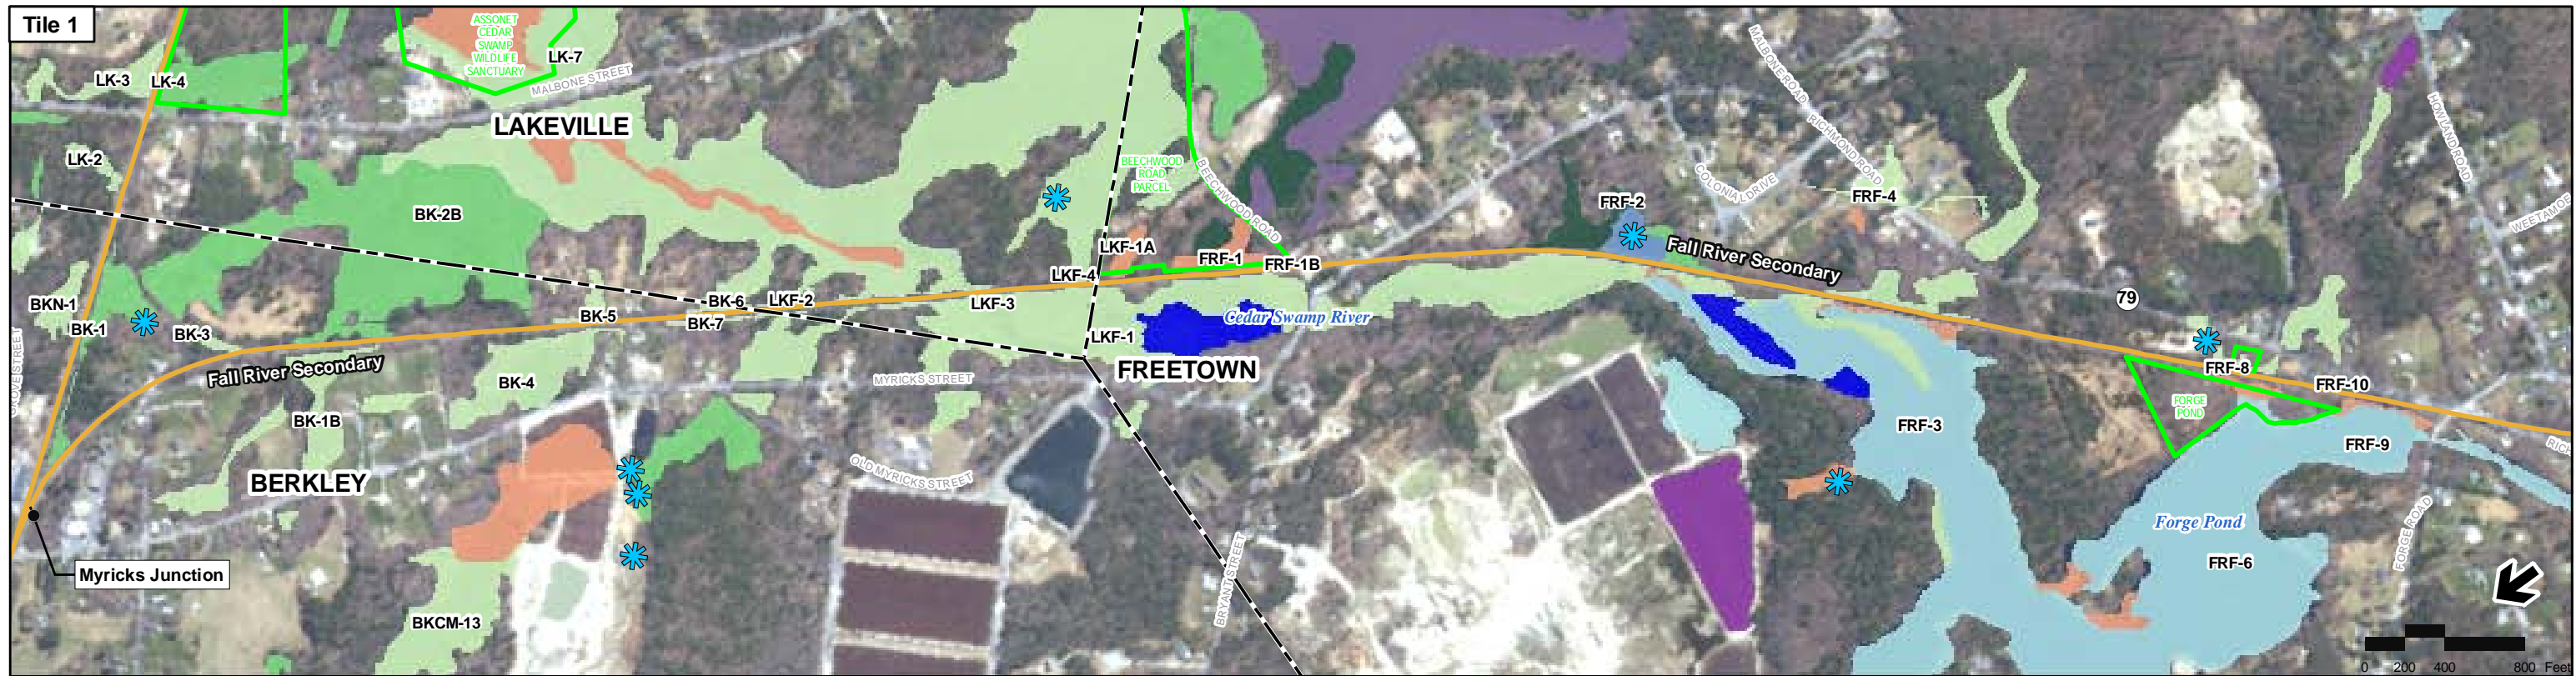 Tile 1
ASSONET
CEDAR
SWAMP
WILDLIFE
SANCTUARY
LK-7
LK-3
LK-4
MALBONE STREET
LAKEVILLE
LK-2
BK-2B
BEECHWOOD
ROAD
PARCEL
BEECHWOOD ROAD
MALBONE ROAD
RICHMOND ROAD
COLONIAL DRIVE
HOWLAND ROAD
FRF-4
FRF-2
LKF-1A
FRF-1
FRF-1B
LKF-4
Fall River Secondary
BKN-1
BK-1
BK-3
BK-5
BK-6
LKF-2
BK-7
LKF-3
LKF-1
Cedar Swamp River
79
GROVE STREET
Fall River Secondary
BK-4
MYRICKS STREET
FREETOWN
FRF-8
FRF-10
FORGE
POND
BK-1B
FRF-3
FRF-9
BERKLEY
OLD MYRICKS STREET
BRYANT STREET
Forge Pond
FORGE ROAD
FRF-6
Myricks Junction
BKCM-13
0 200 400 800 Feet